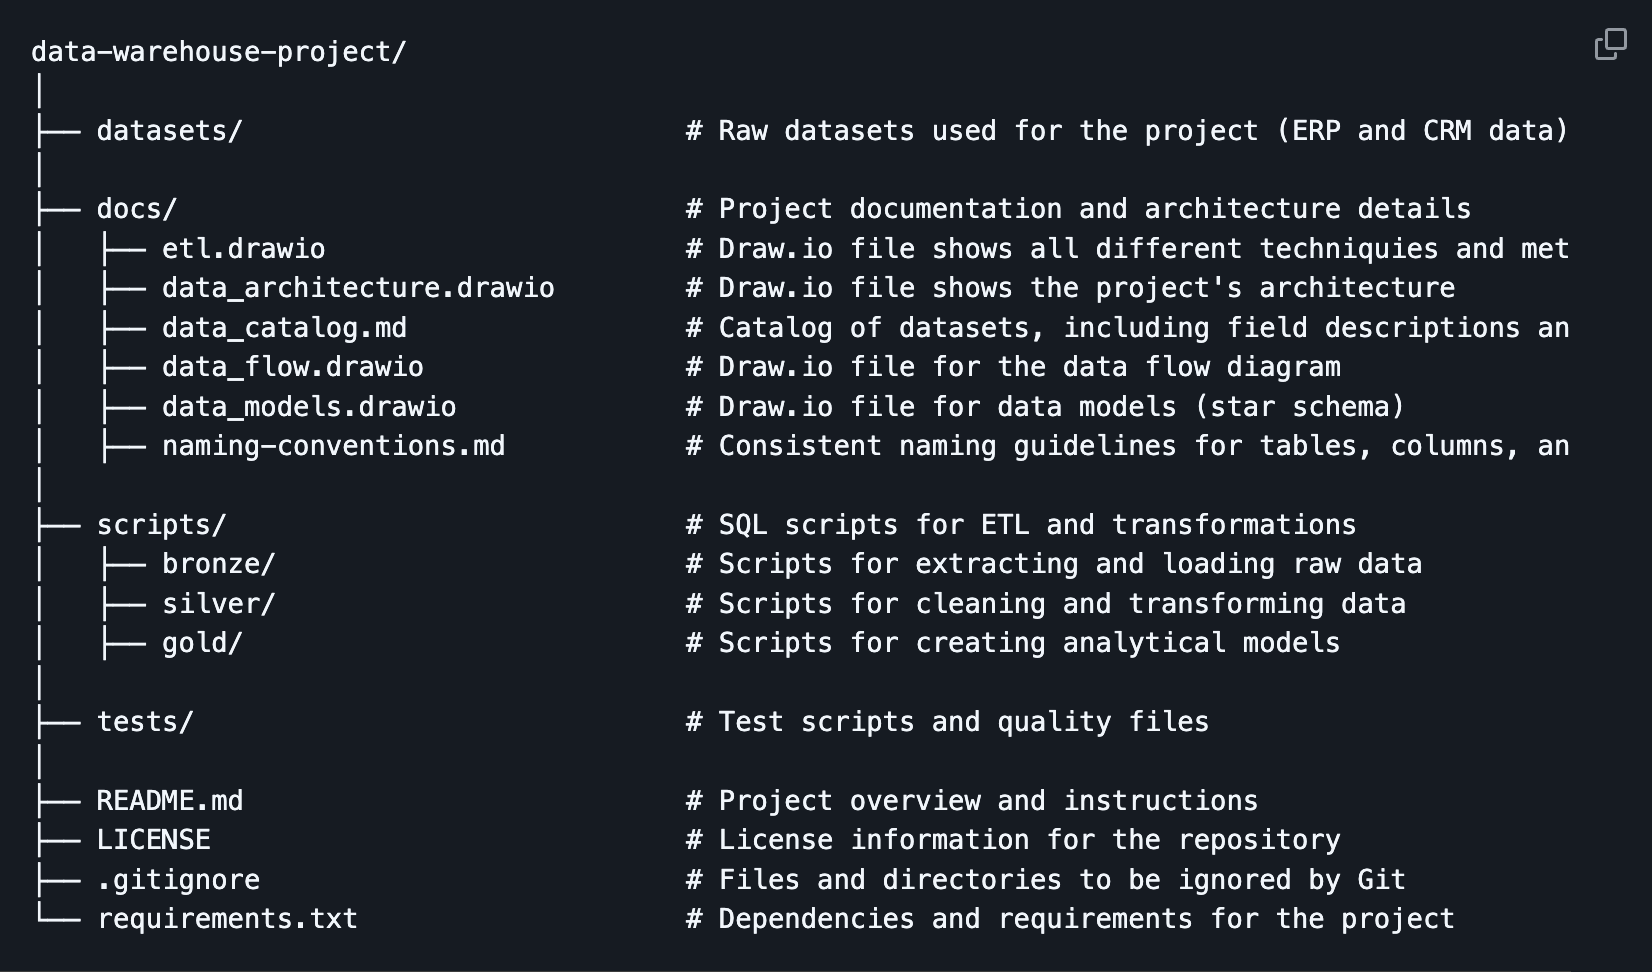 data-warehouse-project/
│
├── datasets/                           # Raw datasets used for the project (ERP and CRM data)
│
├── docs/                               # Project documentation and architecture details
│   ├── etl.drawio                      # Draw.io file shows all different techniquies and met
│   ├── data_architecture.drawio        # Draw.io file shows the project's architecture
│   ├── data_catalog.md                 # Catalog of datasets, including field descriptions an
│   ├── data_flow.drawio                # Draw.io file for the data flow diagram
│   ├── data_models.drawio              # Draw.io file for data models (star schema)
│   ├── naming-conventions.md           # Consistent naming guidelines for tables, columns, an
│
├── scripts/                            # SQL scripts for ETL and transformations
│   ├── bronze/                         # Scripts for extracting and loading raw data
│   ├── silver/                         # Scripts for cleaning and transforming data
│   ├── gold/                           # Scripts for creating analytical models
│
├── tests/                              # Test scripts and quality files
│
├── README.md                           # Project overview and instructions
├── LICENSE                             # License information for the repository
├── .gitignore                          # Files and directories to be ignored by Git
└── requirements.txt                    # Dependencies and requirements for the project